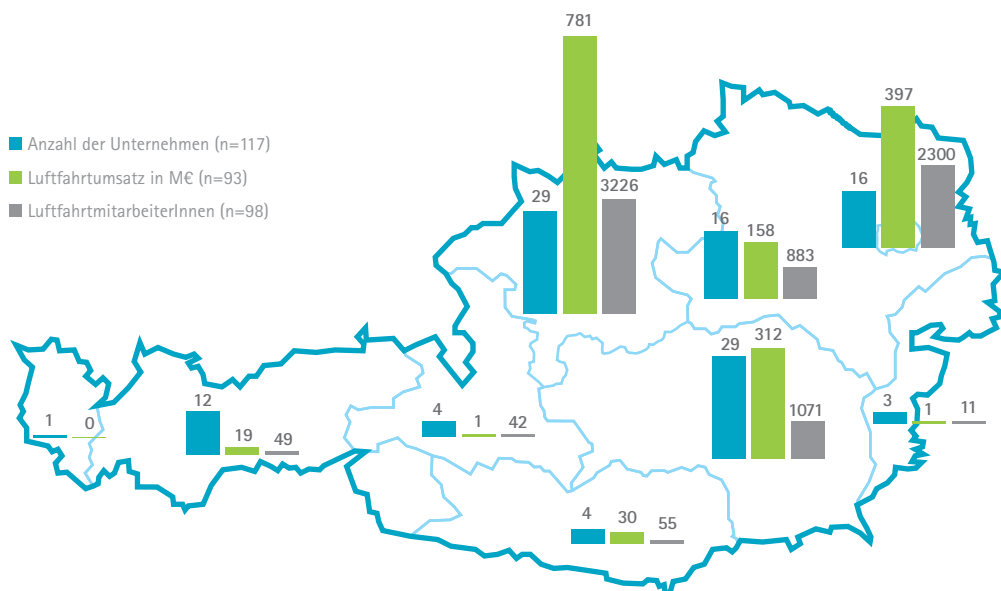 Anzahl der Unternehmen (n=117)
Luftfahrtumsatz in M€ (n=93)
LuftfahrtmitarbeiterInnen (n=98)
29 781 3226
16 158 883
16 397 2300
1 0
12 19 49
4 1 42
29 312 1071
3 1 11
4 30 55